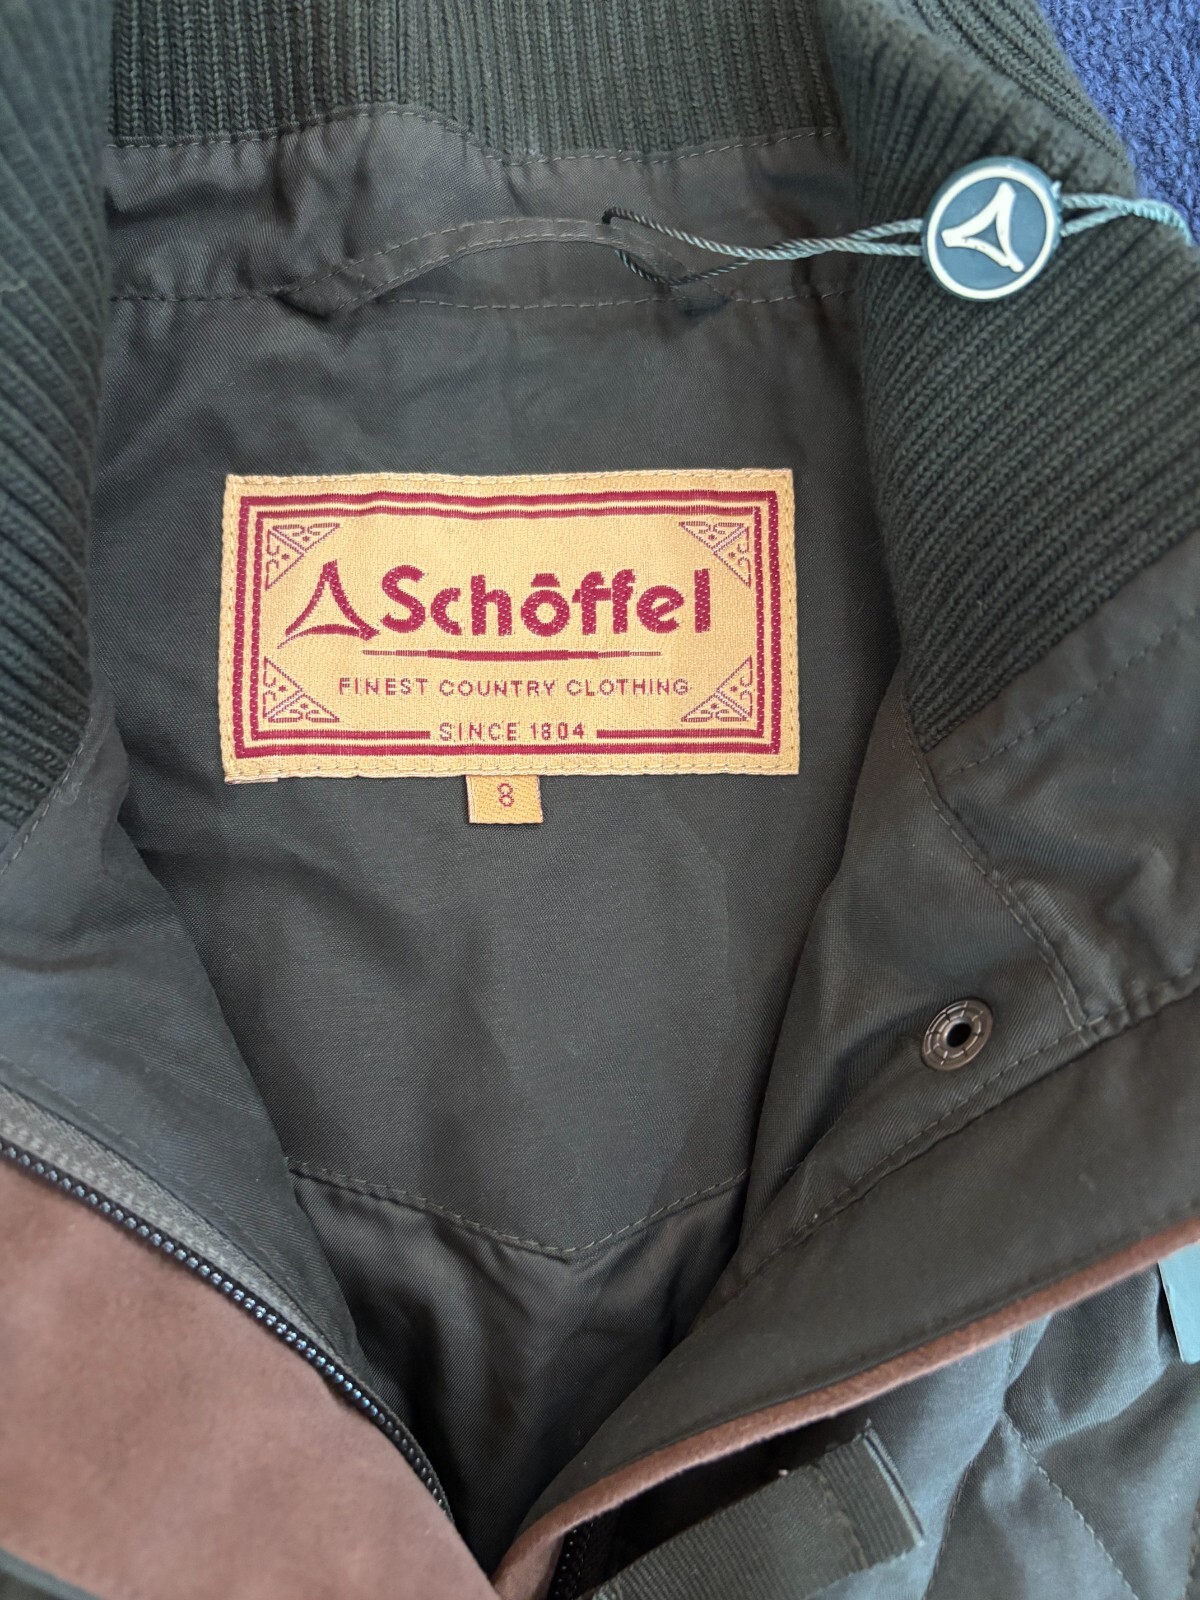 Schöffel
FINEST COUNTRY CLOTHING
SINCE 1804
8